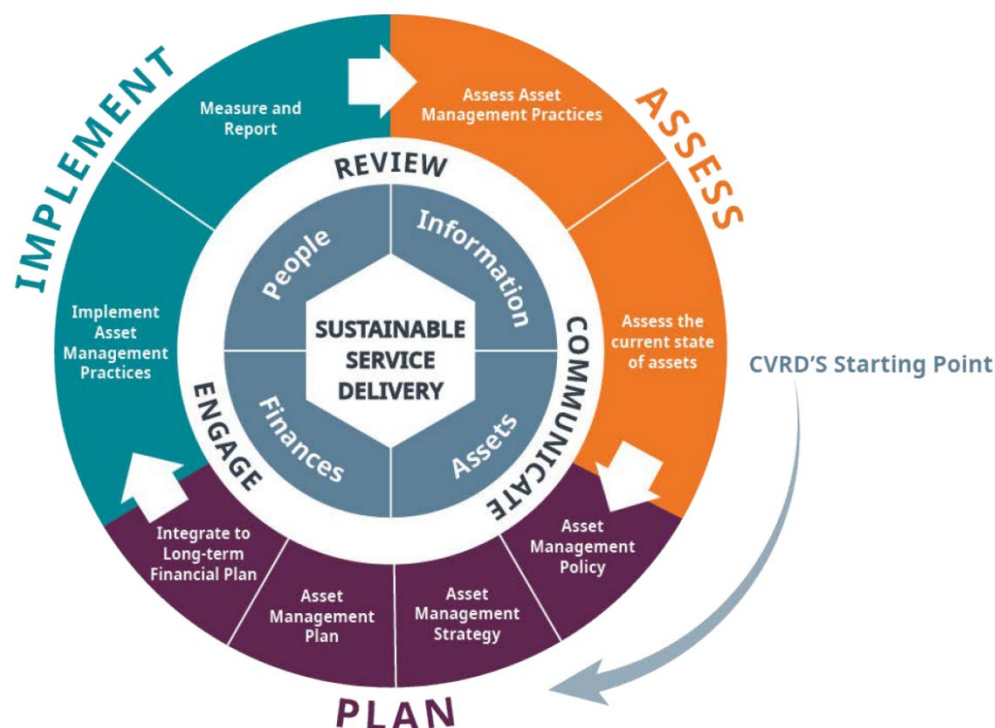 IMPLEMENT
ASSESS
Measure and
Report
Assess Asset
Management Practices
REVIEW
People
Information
Implement
Asset
Management
Practices
SUSTAINABLE
SERVICE
DELIVERY
COMMUNICATE
Assess the
current state
of assets
CVRD'S Starting Point
ENGAGE
Finances
Assets
Integrate to
Long-term
Financial Plan
Asset
Management
Plan
Asset
Management
Strategy
Asset
Management
Policy
PLAN